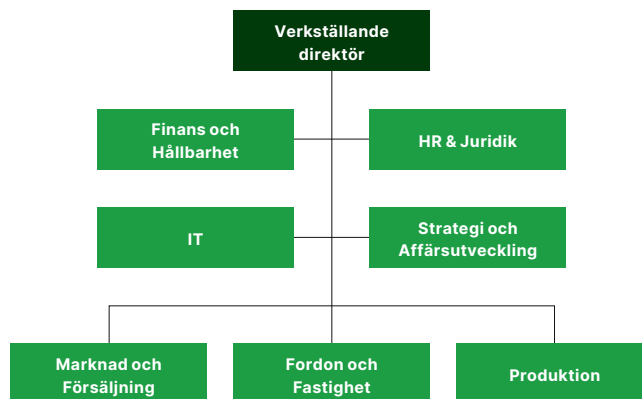 Verkställande
direktör
Finans och
Hållbarhet
HR & Juridik
IT
Strategi och
Affärsutveckling
Marknad och
Försäljning
Fordon och
Fastighet
Produktion